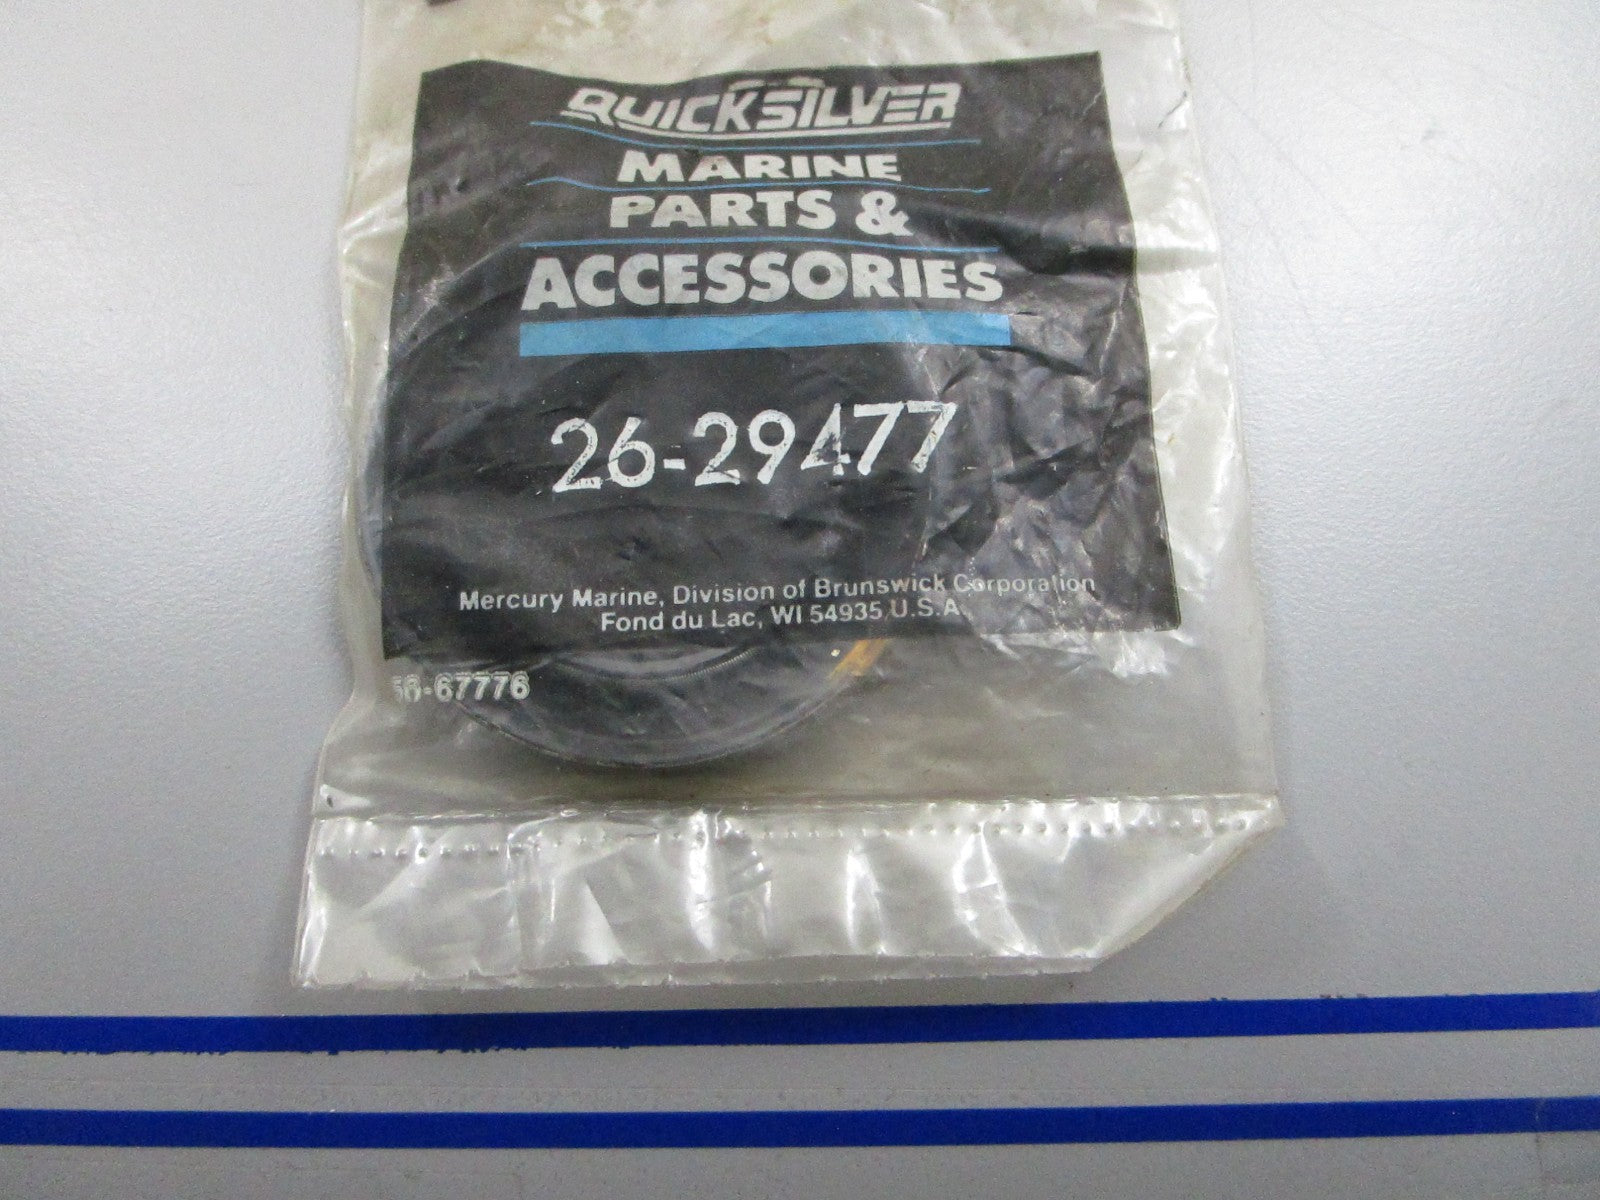 QUICKSILVER
MARINE
PARTS &
ACCESSORIES
26-29477
Mercury Marine, Division of Brunswick Corporation
Fond du Lac, WI 54935 U.S.A.